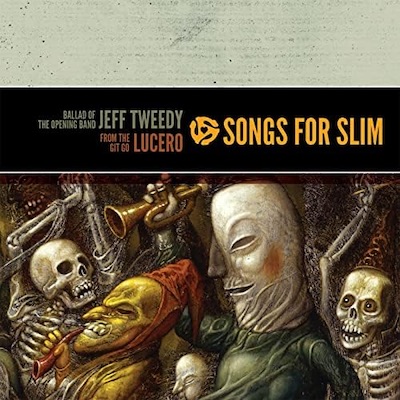 BALLAD OF
THE OPENING BAND JEFF TWEEDY
FROM THE
GIT GO LUCERO
SONGS FOR SLIM